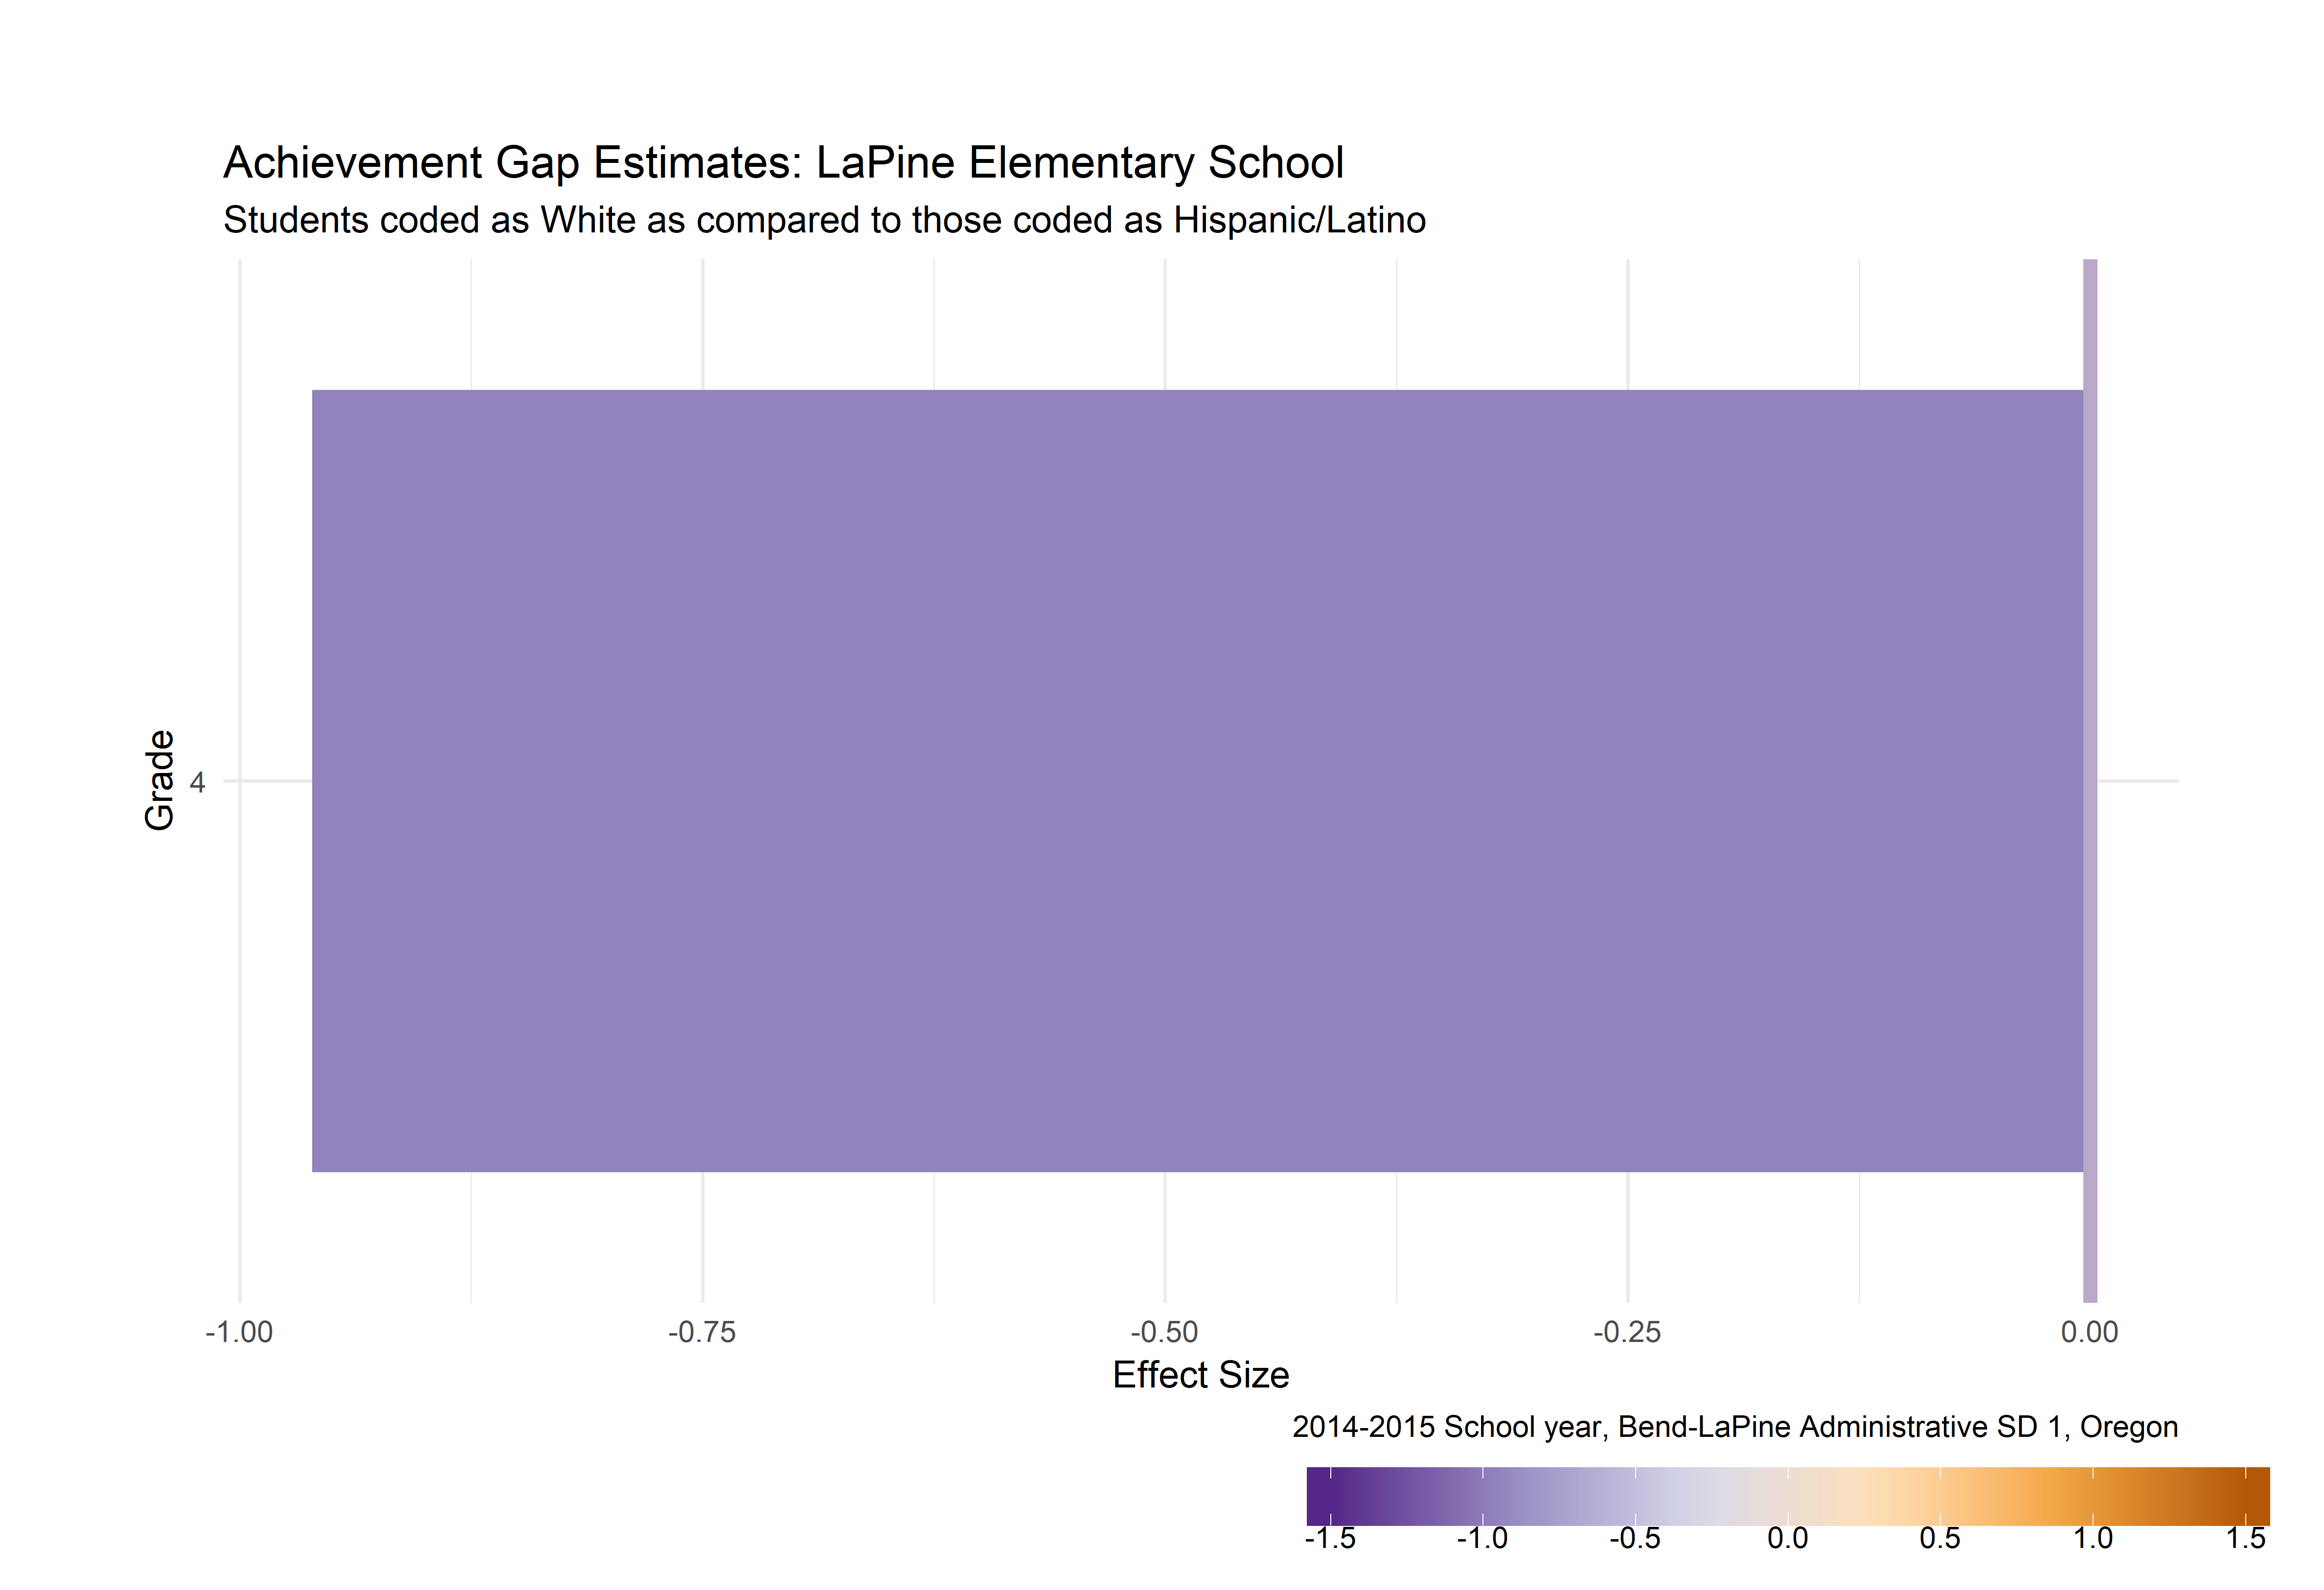 Achievement Gap Estimates: LaPine Elementary School
Students coded as White as compared to those coded as Hispanic/Latino
Grade
4
-1.00
-0.75
-0.50
-0.25
0.00
Effect Size
2014-2015 School year, Bend-LaPine Administrative SD 1, Oregon
-1.5
-1.0
-0.5
0.0
0.5
1.0
1.5